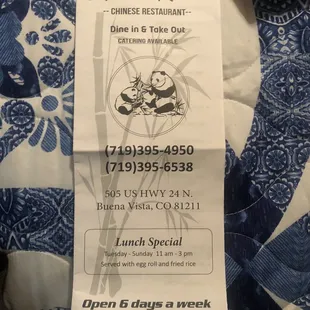 -- CHINESE RESTAURANT--
Dine in & Take Out
CATERING AVAILABLE
(719)395-4950
(719)395-6538
505 US HWY 24 N.
Buena Vista, CO 81211
Lunch Special
Tuesday - Sunday 11 am - 3 pm
Served with egg roll and fried rice
Open 6 days a week